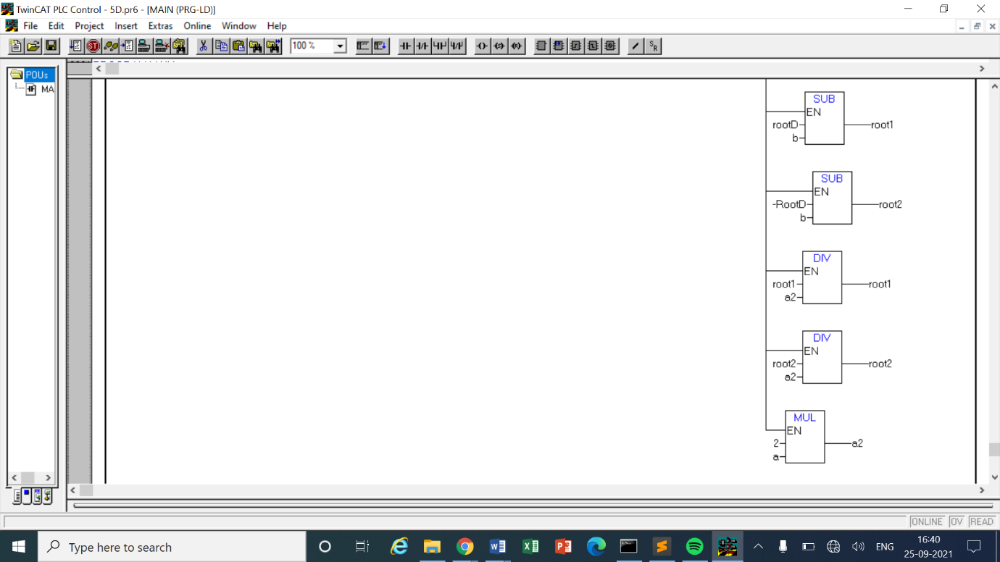 TwinCAT PLC Control - 5D.pr6 - [MAIN (PRG-LD)]
File Edit Project Insert Extras Online Window Help
100 %
POUs
MA
SUB
EN
rootD
root1
b
SUB
EN
-RootD
root2
b
DIV
EN
root1
root1
a2
DIV
EN
root2
root2
a2
MUL
EN
2
a2
a
ONLINE OV READ
Type here to search
ENG
16:40
25-09-2021